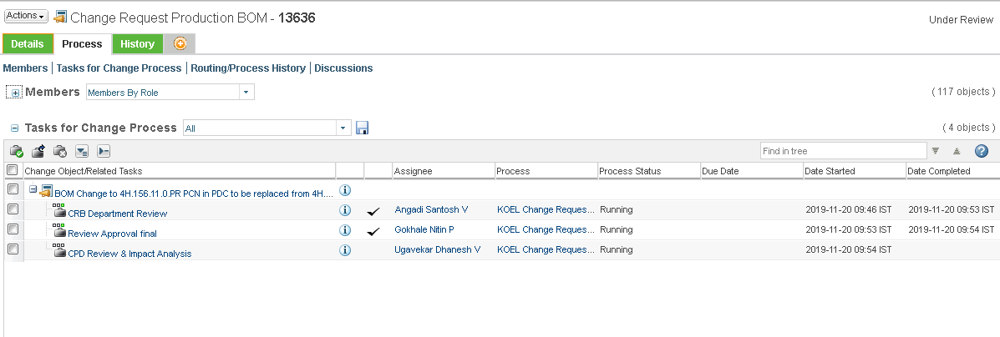 Actions Change Request Production BOM - 13636
Under Review
Details Process History
Members Tasks for Change Process Routing/Process History Discussions
Members Members By Role ( 117 objects )
Tasks for Change Process All ( 4 objects )
Find in tree
Change Object/Related Tasks Assignee Process Process Status Due Date Date Started Date Completed
BOM Change to 4H.156.11.0.PR PCN in PDC to be replaced from 4H....
CRB Department Review Angadi Santosh V KOEL Change Reques... Running 2019-11-20 09:46 IST 2019-11-20 09:53 IST
Review Approval final Gokhale Nitin P KOEL Change Reques... Running 2019-11-20 09:53 IST 2019-11-20 09:54 IST
CPD Review & Impact Analysis Ugavekar Dhanesh V KOEL Change Reques... Running 2019-11-20 09:54 IST